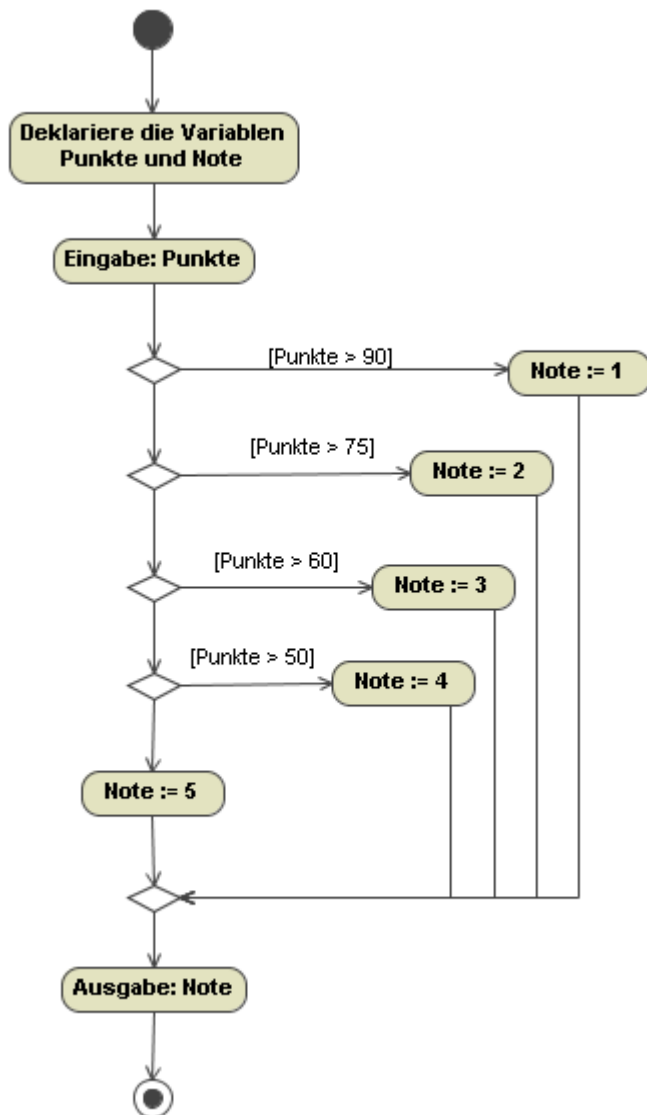 Deklariere die Variablen
Punkte und Note
Eingabe: Punkte
[Punkte > 90]
Note := 1
[Punkte > 75]
Note := 2
[Punkte > 60]
Note := 3
[Punkte > 50]
Note := 4
Note := 5
Ausgabe: Note